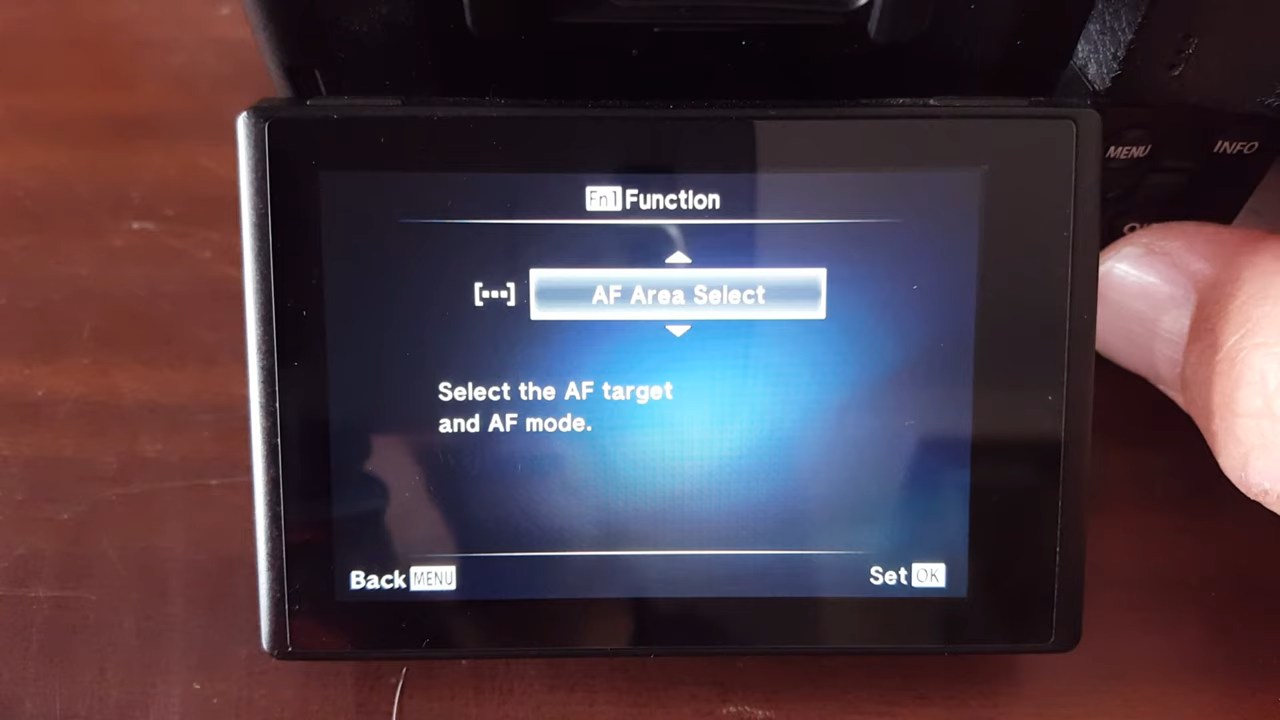 Fn1 Function
MENU
INFO
AF Area Select
Select the AF target
and AF mode.
Back MENU
Set OK